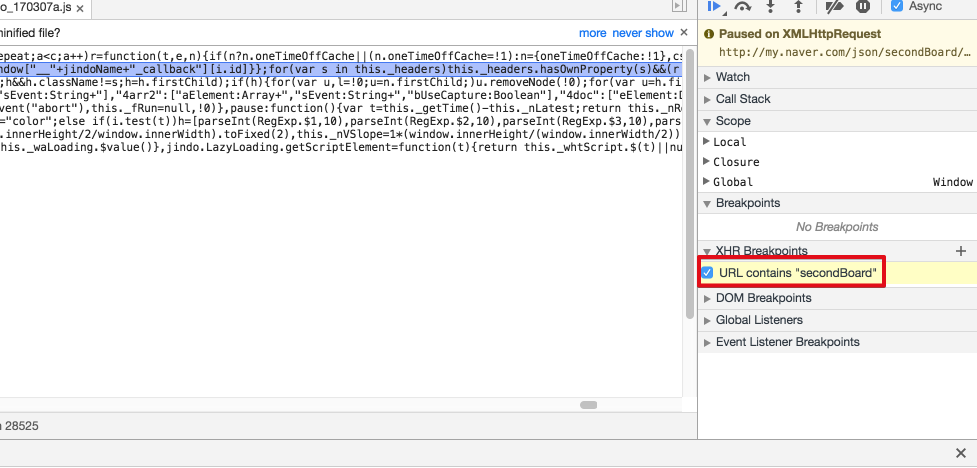 o_170307a.js ×
Async
ninified file?
more never show ×
Paused on XMLHttpRequest
http://my.naver.com/json/secondBoard/…
epeat;a<c;a++)r=function(t,e,n){if(n?n.oneTimeOffCache||(n.oneTimeOffCache=!1):n={oneTimeOffCache:!1},cs
ndow["__"+jindoName+"_callback"][i.id]}};for(var s in this._headers)this._headers.hasOwnProperty(s)&&(r
;h&&h.className!=s;h=h.firstChild);if(h){for(var u,l=!0;u=n.firstChild;)u.removeNode(!0);for(var u=h.fi
"sEvent:String+"],"4arr2":["aElement:Array+","sEvent:String+","bUseCapture:Boolean"],"4doc":["eElement:D
vent("abort"),this._fRun=null,!0)},pause:function(){var t=this._getTime()-this._nLatest;return this._nRe
="color";else if(i.test(t))h=[parseInt(RegExp.$1,10),parseInt(RegExp.$2,10),parseInt(RegExp.$3,10),parse
.innerHeight/2/window.innerWidth).toFixed(2),this._nVSlope=1*(window.innerHeight/(window.innerWidth/2))
his._waLoading.$value()},jindo.LazyLoading.getScriptElement=function(t){return this._whtScript.$(t)||nu
Watch
Call Stack
Scope
Local
Closure
Global Window
Breakpoints
No Breakpoints
XHR Breakpoints +
URL contains "secondBoard"
DOM Breakpoints
Global Listeners
Event Listener Breakpoints
n 28525
×